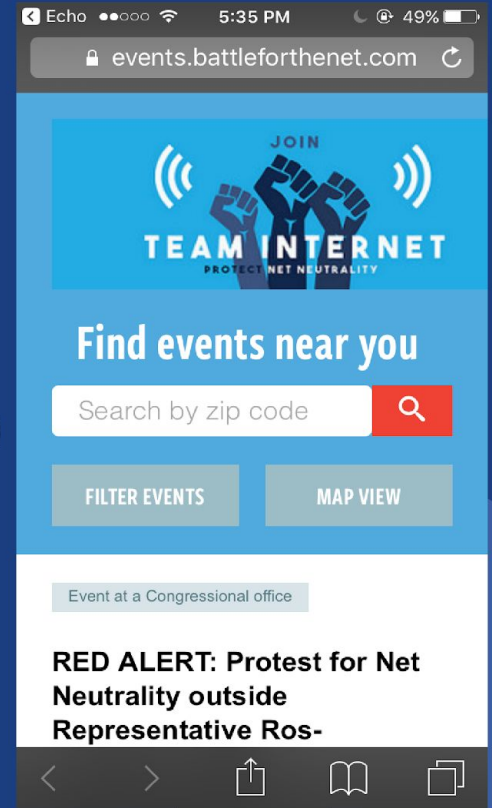 Echo 5:35 PM 49%
events.battleforthenet.com
JOIN
TEAM INTERNET
PROTECT NET NEUTRALITY
Find events near you
Search by zip code
FILTER EVENTS MAP VIEW
Event at a Congressional office
RED ALERT: Protest for Net
Neutrality outside
Representative Ros-